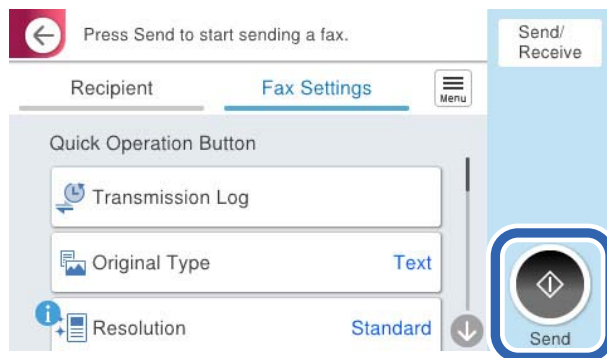 Press Send to start sending a fax.
Send/
Receive
Recipient
Fax Settings
Menu
Quick Operation Button
Transmission Log
Original Type Text
Resolution Standard
Send